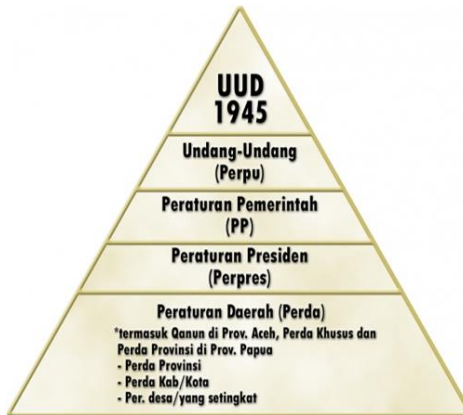 UUD
1945
Undang-Undang
(Perpu)
Peraturan Pemerintah
(PP)
Peraturan Presiden
(Perpres)
Peraturan Daerah (Perda)
*termasuk Qanun di Prov. Aceh, Perda Khusus dan
Perda Provinsi di Prov. Papua
- Perda Provinsi
- Perda Kab/Kota
- Per. desa/yang setingkat